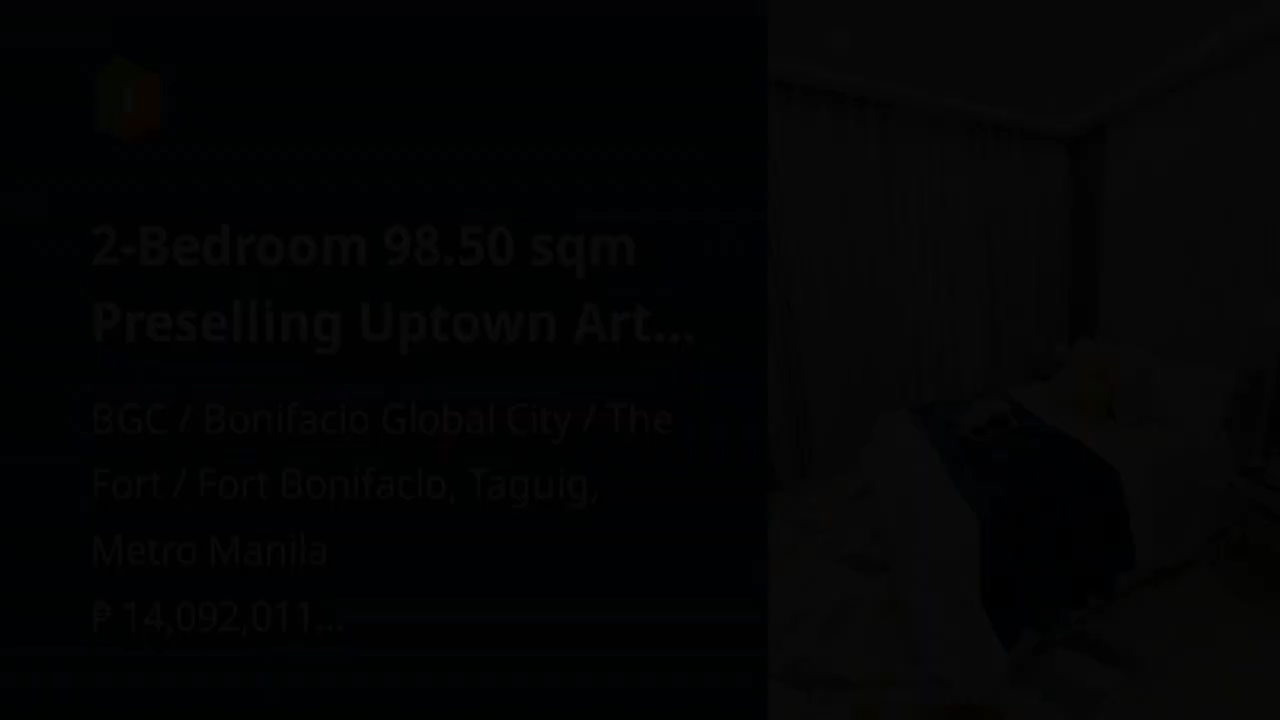 2-Bedroom 98.50 sqm
Preselling Uptown Art...
BGC / Bonifacio Global City / The
Fort / Fort Bonifacio, Taguig,
Metro Manila
₱ 14,092,011...